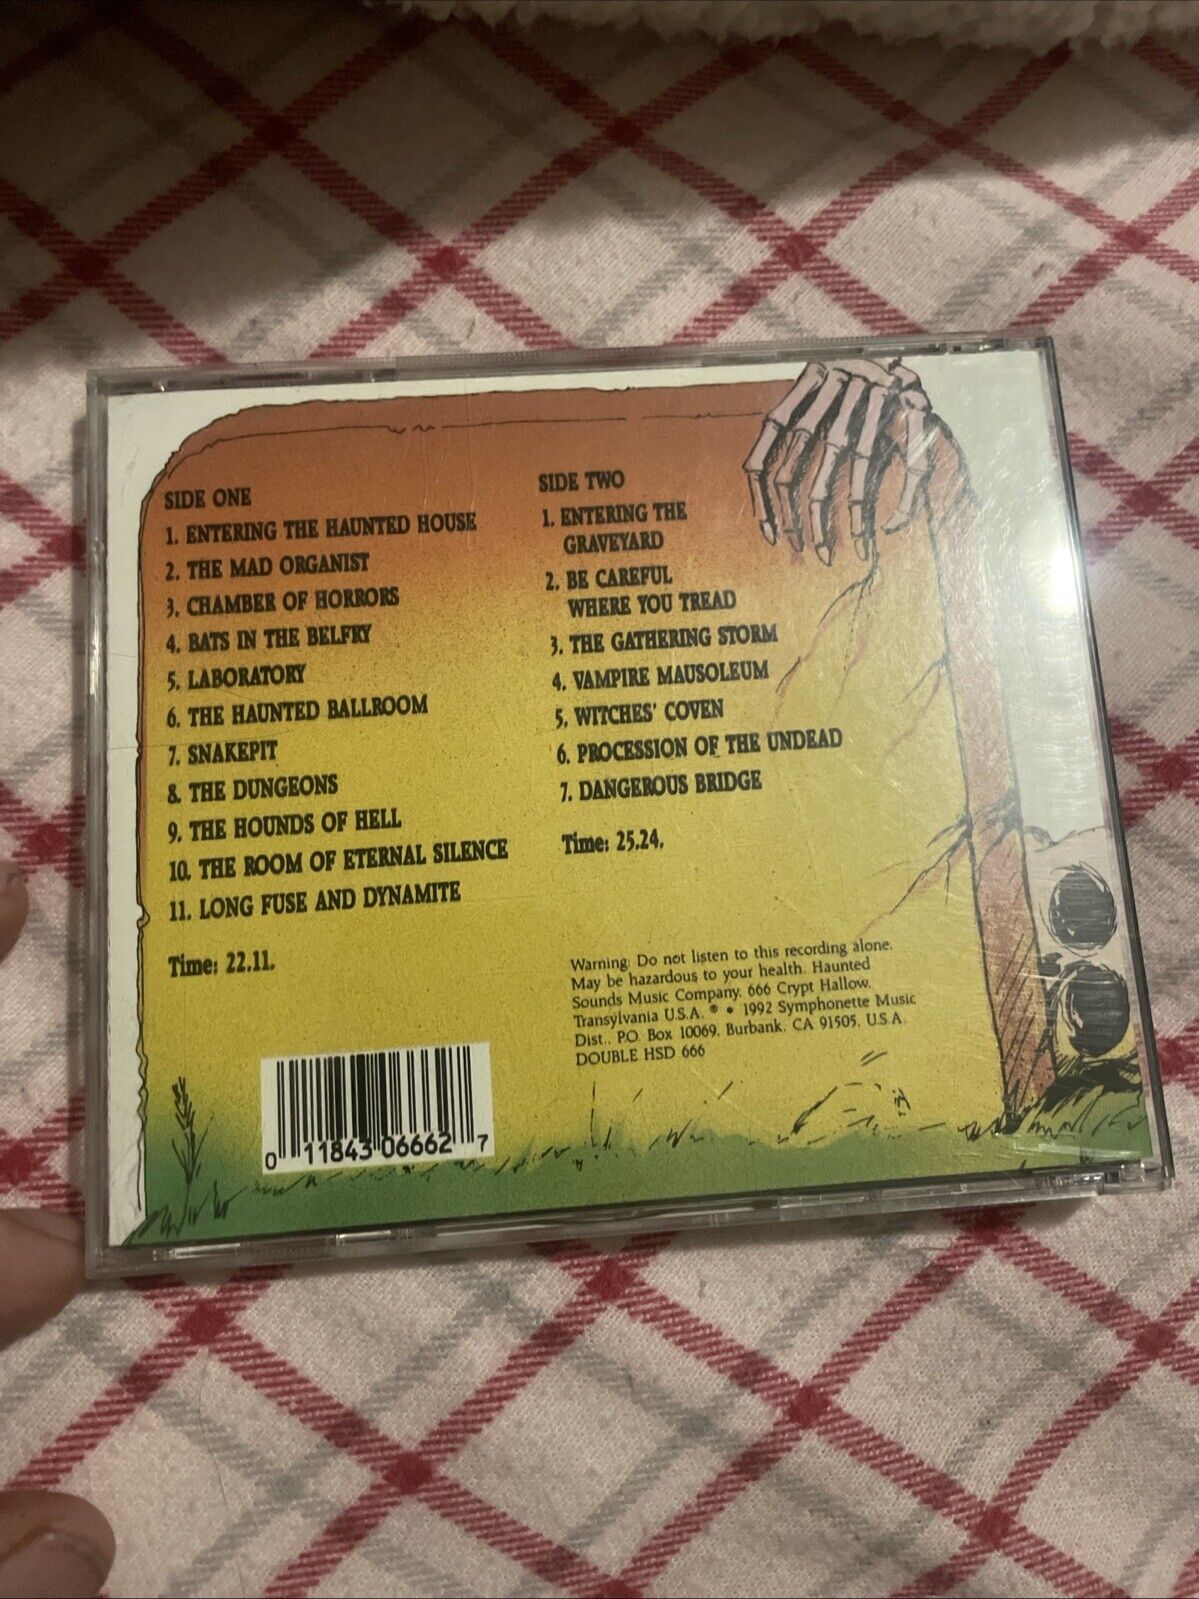 SIDE ONE
1. ENTERING THE HAUNTED HOUSE
2. THE MAD ORGANIST
3. CHAMBER OF HORRORS
4. BATS IN THE BELFRY
5. LABORATORY
6. THE HAUNTED BALLROOM
7. SNAKEPIT
8. THE DUNGEONS
9. THE HOUNDS OF HELL
10. THE ROOM OF ETERNAL SILENCE
11. LONG FUSE AND DYNAMITE
Time: 22.11.
SIDE TWO
1. ENTERING THE
GRAVEYARD
2. BE CAREFUL
WHERE YOU TREAD
3. THE GATHERING STORM
4. VAMPIRE MAUSOLEUM
5. WITCHES' COVEN
6. PROCESSION OF THE UNDEAD
7. DANGEROUS BRIDGE
Time: 25.24.
Warning: Do not listen to this recording alone.
May be hazardous to your health. Haunted
Sounds Music Company. 666 Crypt Hallow.
Transylvania U.S.A. ® • 1992 Symphonette Music
Dist.. P.O. Box 10069. Burbank. CA 91505. U.S.A.
DOUBLE HSD 666
0 11843 06662 7